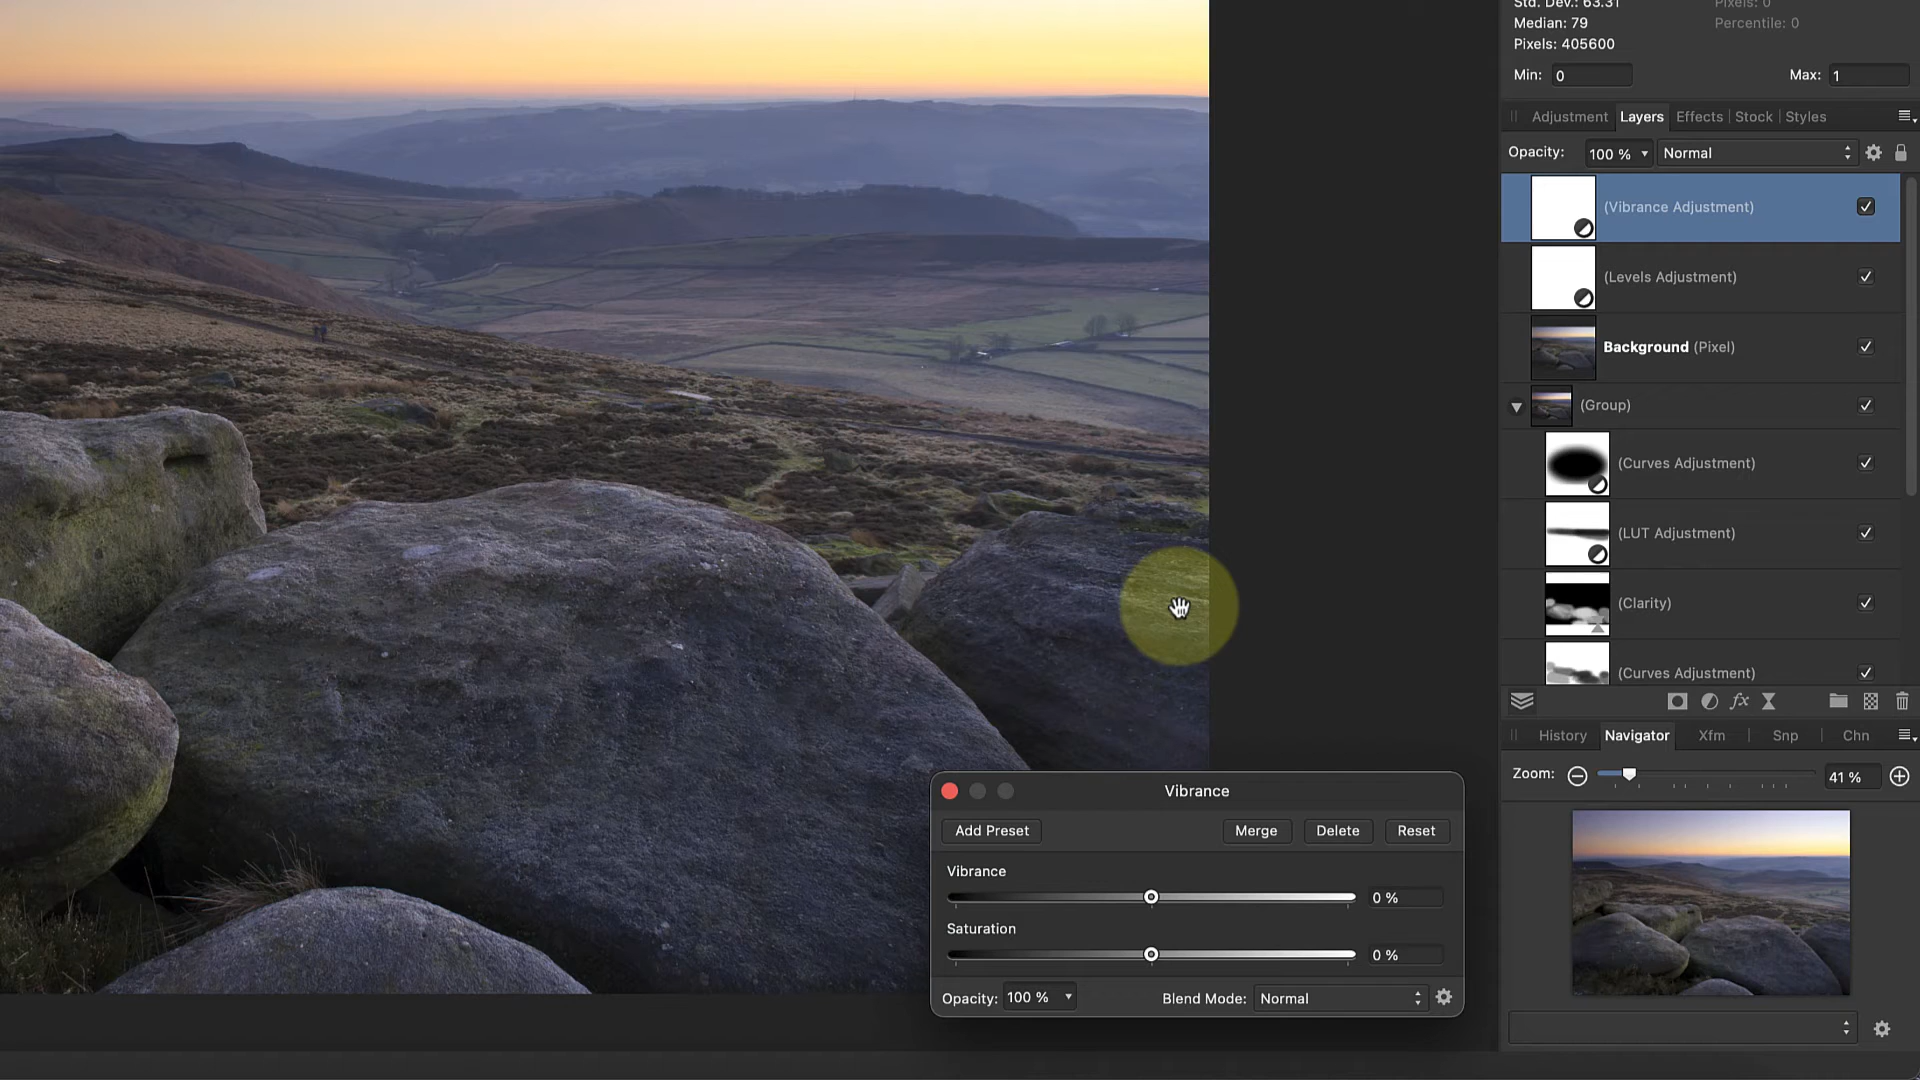 Std. Dev.: 63.31
Pixels: 0
Median: 79
Percentile: 0
Pixels: 405600
Min: 0
Max: 1
Adjustment Layers Effects Stock Styles
Opacity: 100 % Normal
(Vibrance Adjustment)
(Levels Adjustment)
Background (Pixel)
(Group)
(Curves Adjustment)
(LUT Adjustment)
(Clarity)
(Curves Adjustment)
fx
History Navigator Xfm Snp Chn
Zoom: 41 %
Vibrance
Add Preset Merge Delete Reset
Vibrance
0 %
Saturation
0 %
Opacity: 100 % Blend Mode: Normal